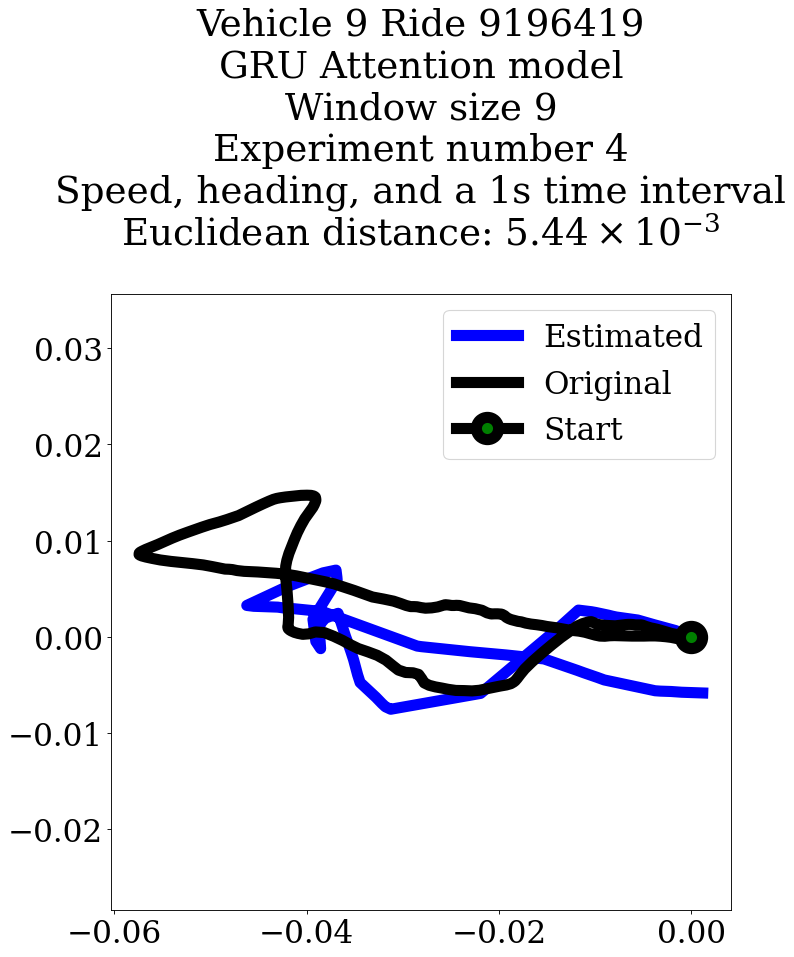 Vehicle 9 Ride 9196419
GRU Attention model
Window size 9
Experiment number 4
Speed, heading, and a 1s time interval
Euclidean distance: 5.44 × 10⁻³
Estimated
Original
Start
0.03
0.02
0.01
0.00
−0.01
−0.02
−0.06 −0.04 −0.02 0.00